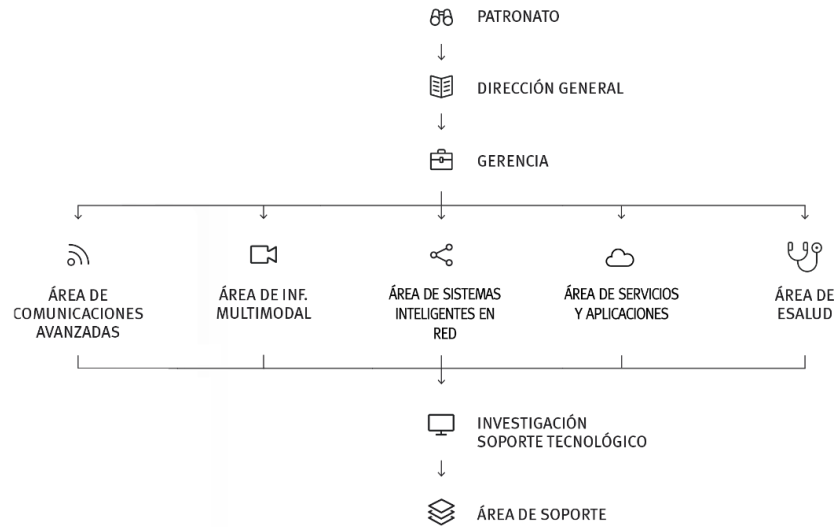 PATRONATO
DIRECCIÓN GENERAL
GERENCIA
ÁREA DE
COMUNICACIONES
AVANZADAS
ÁREA DE INF.
MULTIMODAL
ÁREA DE SISTEMAS
INTELIGENTES EN
RED
ÁREA DE SERVICIOS
Y APLICACIONES
ÁREA DE
ESALUD
INVESTIGACIÓN
SOPORTE TECNOLÓGICO
ÁREA DE SOPORTE